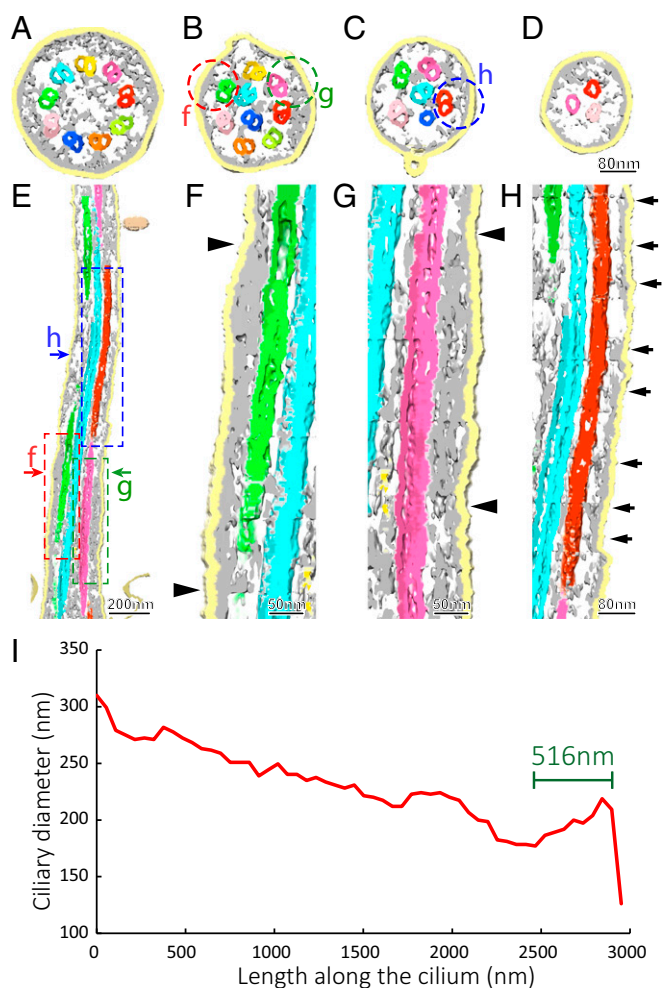 A B C D
f g h
80nm
E F G H
h
f g
200nm 50nm 50nm 80nm
I
350
300
250
200
150
100
516nm
Ciliary diameter (nm)
0 500 1000 1500 2000 2500 3000
Length along the cilium (nm)